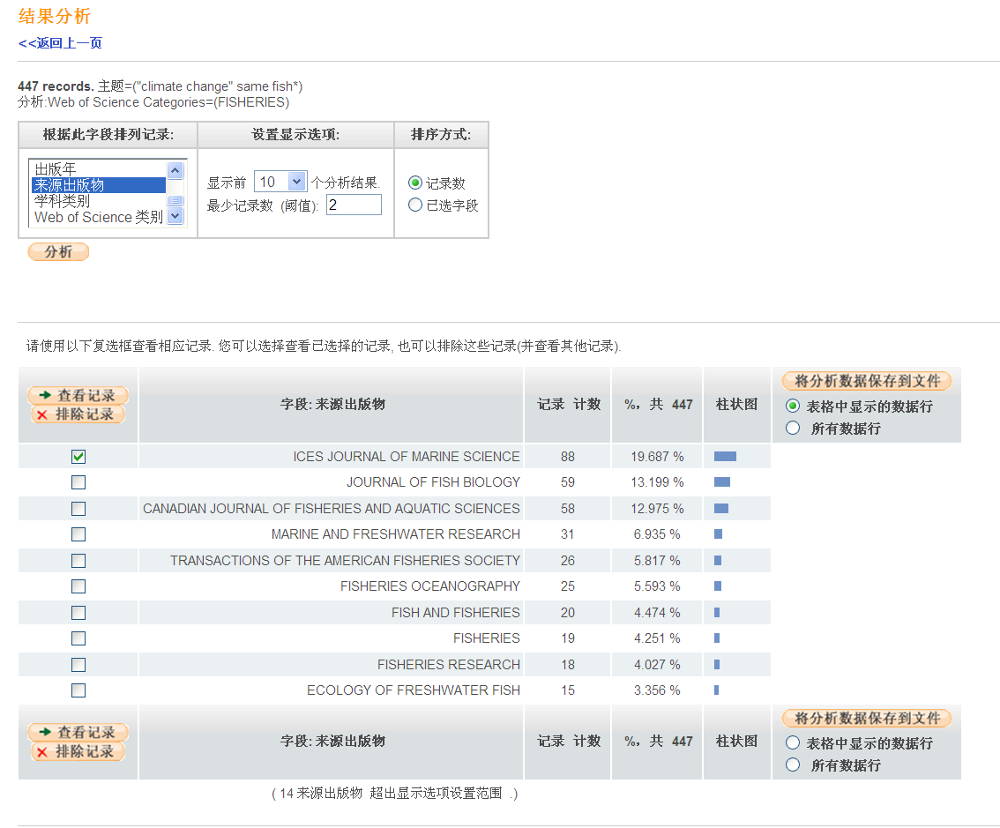 结果分析
<<返回上一页
447 records. 主题=("climate change" same fish*)
分析:Web of Science Categories=(FISHERIES)
根据此字段排列记录: 设置显示选项: 排序方式:
出版年
来源出版物
学科类别
Web of Science 类别
显示前 10 个分析结果.
最少记录数 (阈值): 2
记录数
已选字段
分析
请使用以下复选框查看相应记录. 您可以选择查看已选择的记录, 也可以排除这些记录(并查看其他记录).
查看记录
排除记录
字段: 来源出版物 记录 计数 %，共 447 柱状图
将分析数据保存到文件
表格中显示的数据行
所有数据行
ICES JOURNAL OF MARINE SCIENCE 88 19.687 %
JOURNAL OF FISH BIOLOGY 59 13.199 %
CANADIAN JOURNAL OF FISHERIES AND AQUATIC SCIENCES 58 12.975 %
MARINE AND FRESHWATER RESEARCH 31 6.935 %
TRANSACTIONS OF THE AMERICAN FISHERIES SOCIETY 26 5.817 %
FISHERIES OCEANOGRAPHY 25 5.593 %
FISH AND FISHERIES 20 4.474 %
FISHERIES 19 4.251 %
FISHERIES RESEARCH 18 4.027 %
ECOLOGY OF FRESHWATER FISH 15 3.356 %
查看记录
排除记录
字段: 来源出版物 记录 计数 %，共 447 柱状图
将分析数据保存到文件
表格中显示的数据行
所有数据行
( 14 来源出版物 超出显示选项设置范围 .)